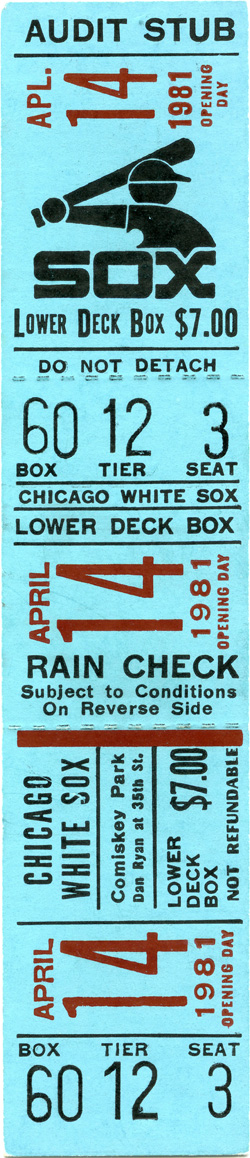 AUDIT STUB
APL. 14 1981
OPENING DAY
SOX
LOWER DECK BOX $7.00
DO NOT DETACH
60 12 3
BOX TIER SEAT
CHICAGO WHITE SOX
LOWER DECK BOX
APRIL 14 1981
OPENING DAY
RAIN CHECK
Subject to Conditions
On Reverse Side
CHICAGO
WHITE SOX
Comiskey Park
Dan Ryan at 35th St.
LOWER
DECK
BOX $7.00
NOT REFUNDABLE
APRIL 14 1981
OPENING DAY
BOX TIER SEAT
60 12 3